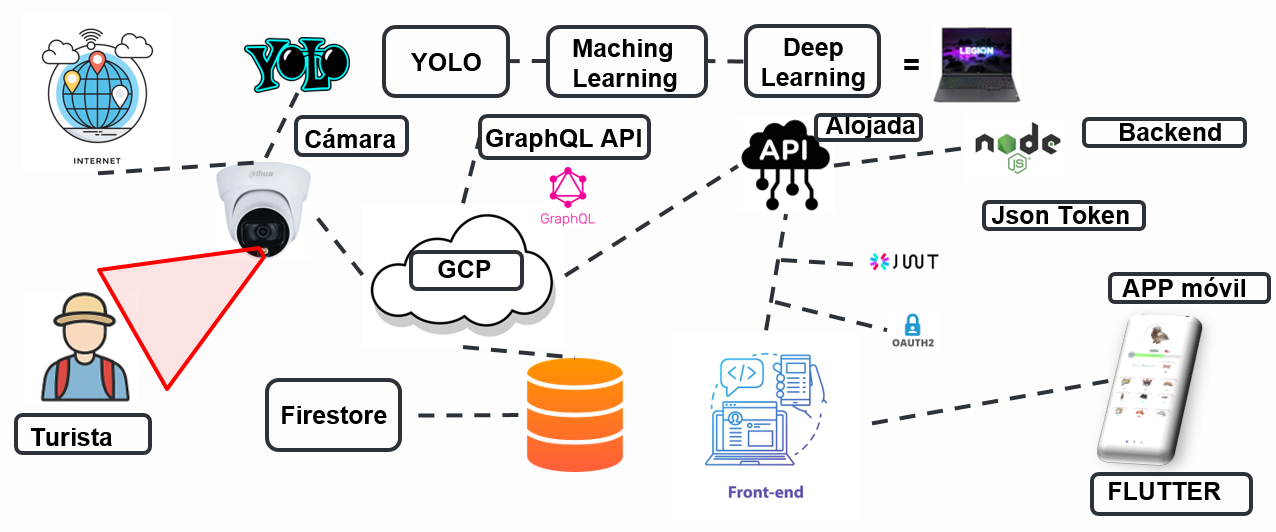 YOLO
YOLO
Maching
Learning
Deep
Learning
=
LEGION
INTERNET
Cámara
alhua
GraphQL API
GraphQL
API
Alojada
node
JS
Backend
Json Token
GCP
JWT
APP móvil
OAUTH2
</>
Turista
Firestore
Front-end
FLUTTER